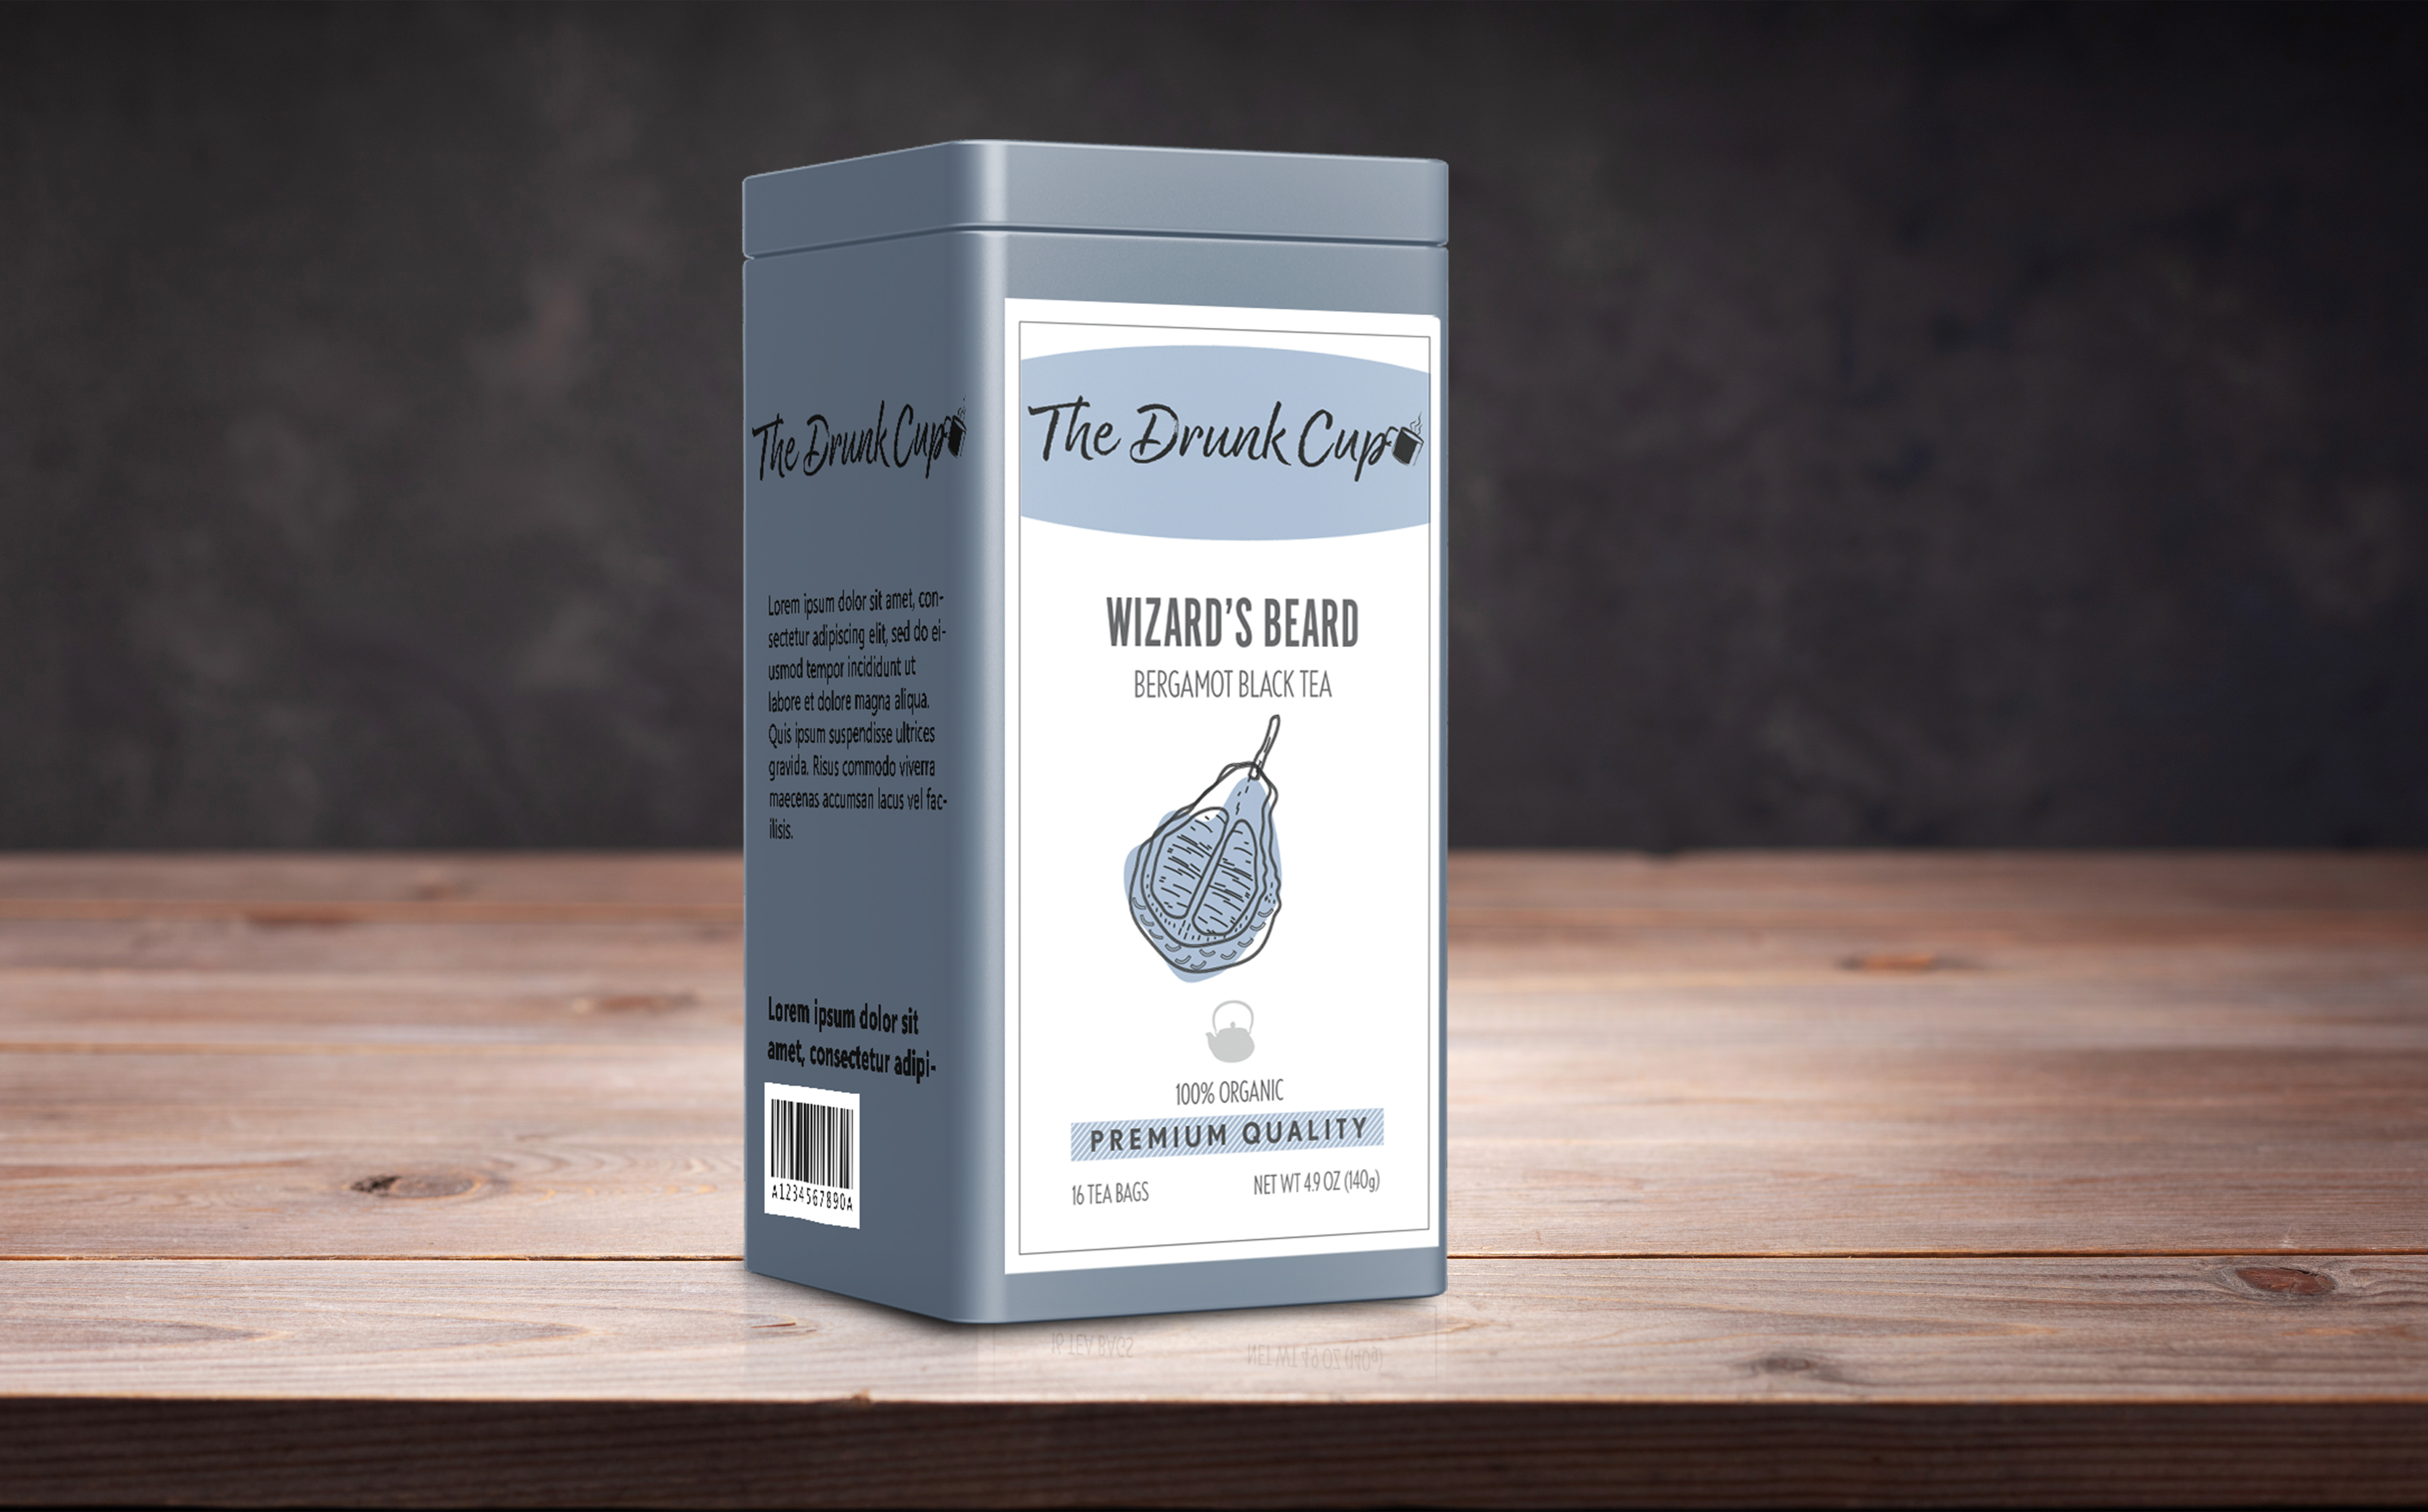 The Drunk Cup
Lorem ipsum dolor sit amet, con-
sectetur adipiscing elit, sed do ei-
usmod tempor incididunt ut
labore et dolore magna aliqua.
Quis ipsum suspendisse ultrices
gravida. Risus commodo viverra
maecenas accumsan lacus vel fac-
ilisis.
Lorem ipsum dolor sit
amet, consectetur adipi-
A1234567890A
The Drunk Cup
WIZARD'S BEARD
BERGAMOT BLACK TEA
100% ORGANIC
PREMIUM QUALITY
16 TEA BAGS
NET WT 4.9 OZ (140g)